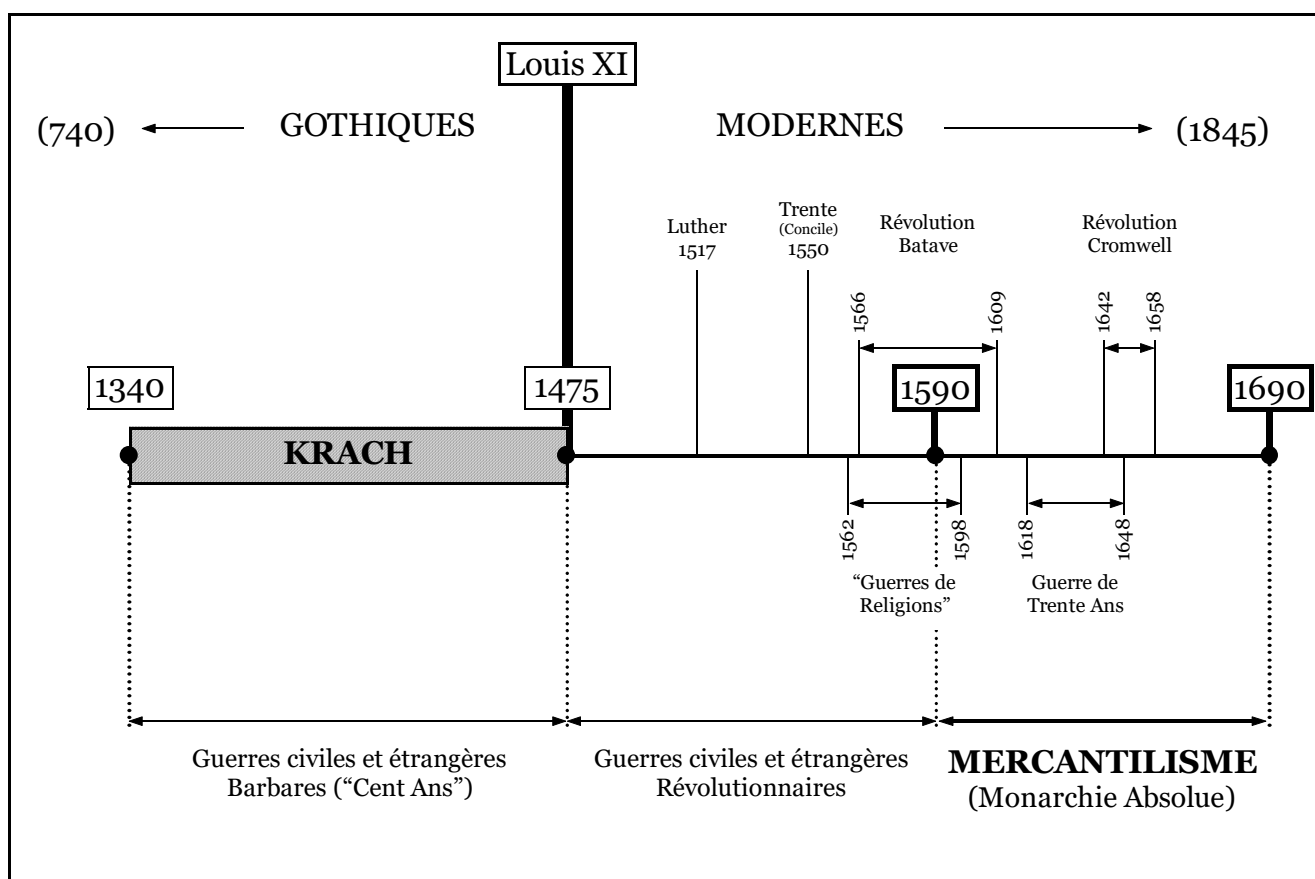 Louis XI
(740)
GOTHIQUES
MODERNES
(1845)
Luther
1517
Trente
(Concile)
1550
Révolution
Batave
Révolution
Cromwell
1566
1609
1642
1658
1340
1475
1590
1690
KRACH
1562
1598
1618
1648
“Guerres de
Religions”
Guerre de
Trente Ans
Guerres civiles et étrangères
Barbares (“Cent Ans”)
Guerres civiles et étrangères
Révolutionnaires
MERCANTILISME
(Monarchie Absolue)